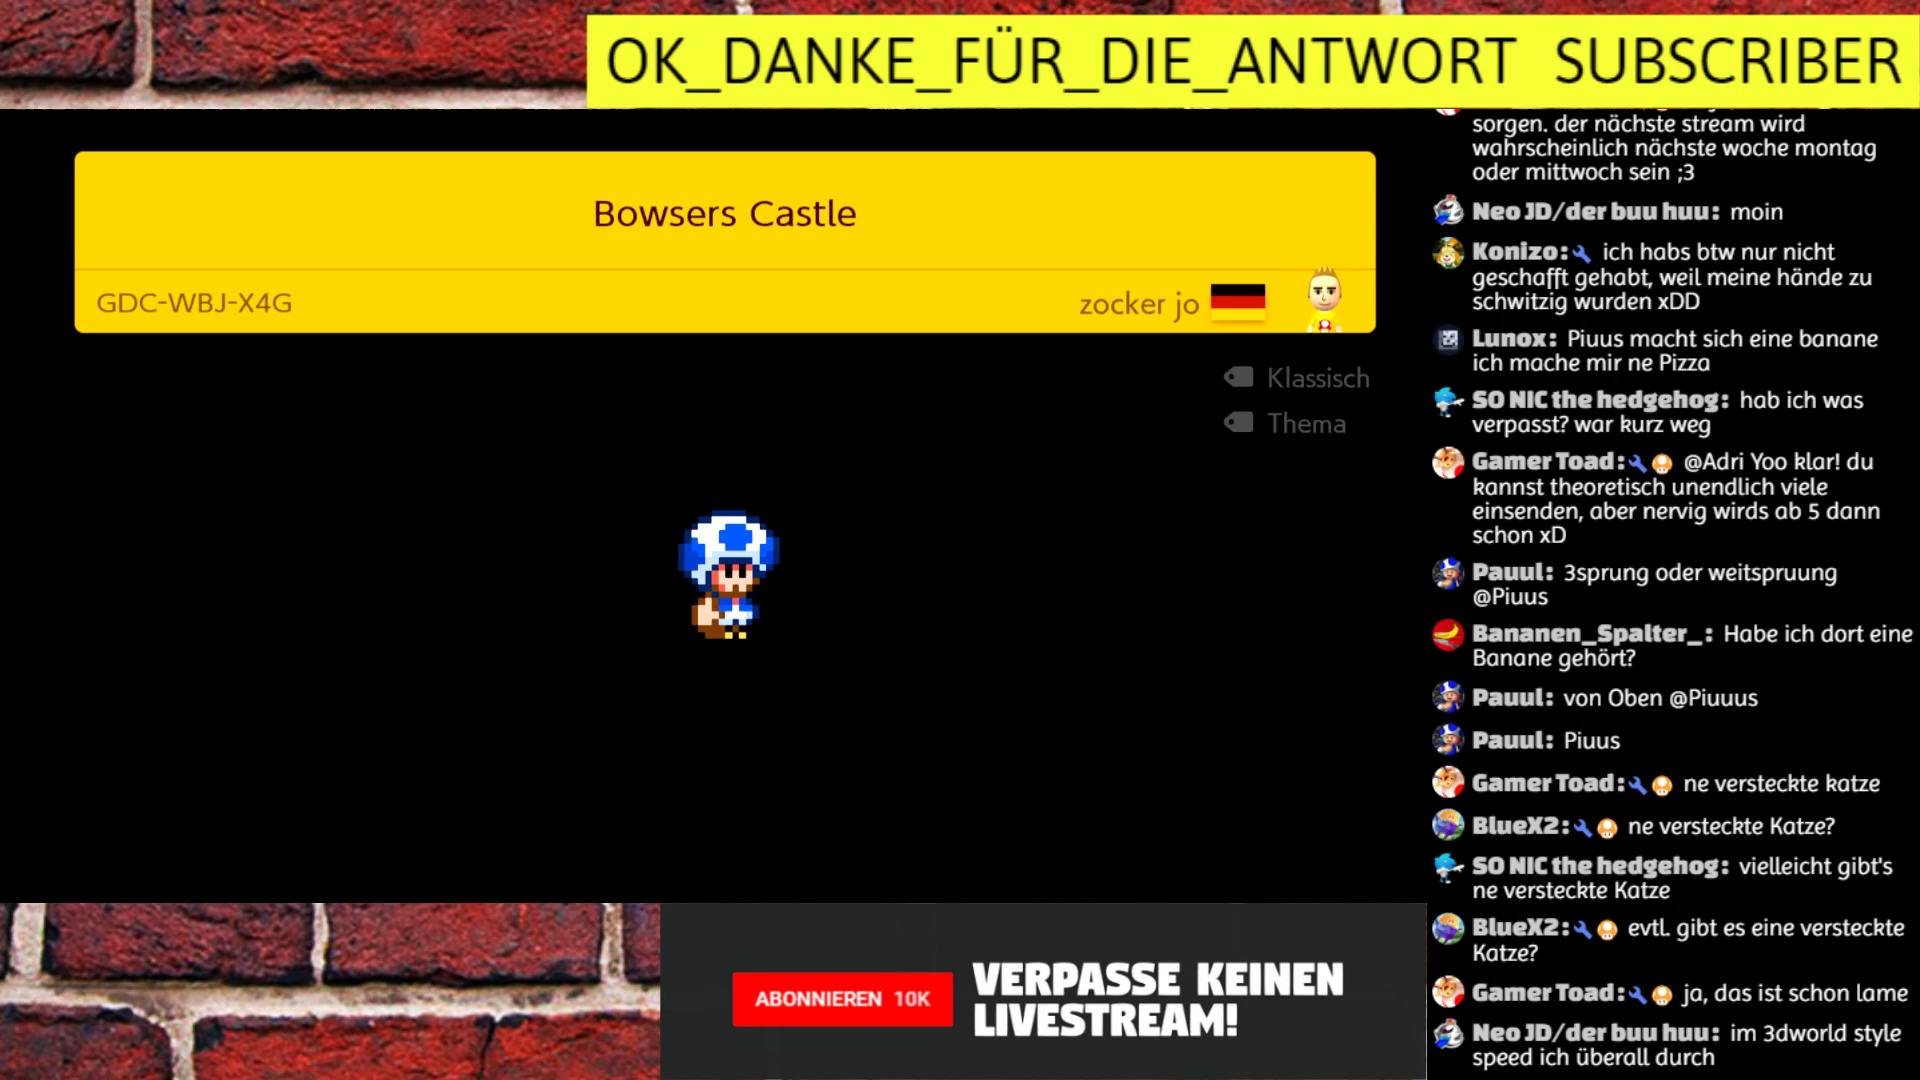 OK_DANKE_FÜR_DIE_ANTWORT SUBSCRIBER
Bowsers Castle
GDC-WBJ-X4G
zocker jo
Klassisch
Thema
ABONNIEREN 10K
VERPASSE KEINEN
LIVESTREAM!
sorgen. der nächste stream wird
wahrscheinlich nächste woche montag
oder mittwoch sein ;3
Neo JD/der buu huu: moin
Konizo: ich habs btw nur nicht
geschafft gehabt, weil meine hände zu
schwitzig wurden xDD
Lunox: Piuus macht sich eine banane
ich mache mir ne Pizza
SO NIC the hedgehog: hab ich was
verpasst? war kurz weg
Gamer Toad: @Adri Yoo klar! du
kannst theoretisch unendlich viele
einsenden, aber nervig wirds ab 5 dann
schon xD
Pauul: 3sprung oder weitspruung
@Piuus
Bananen_Spalter_: Habe ich dort eine
Banane gehört?
Pauul: von Oben @Piuuus
Pauul: Piuus
Gamer Toad: ne versteckte katze
BlueX2: ne versteckte Katze?
SO NIC the hedgehog: vielleicht gibt's
ne versteckte Katze
BlueX2: evtl. gibt es eine versteckte
Katze?
Gamer Toad: ja, das ist schon lame
Neo JD/der buu huu: im 3dworld style
speed ich überall durch